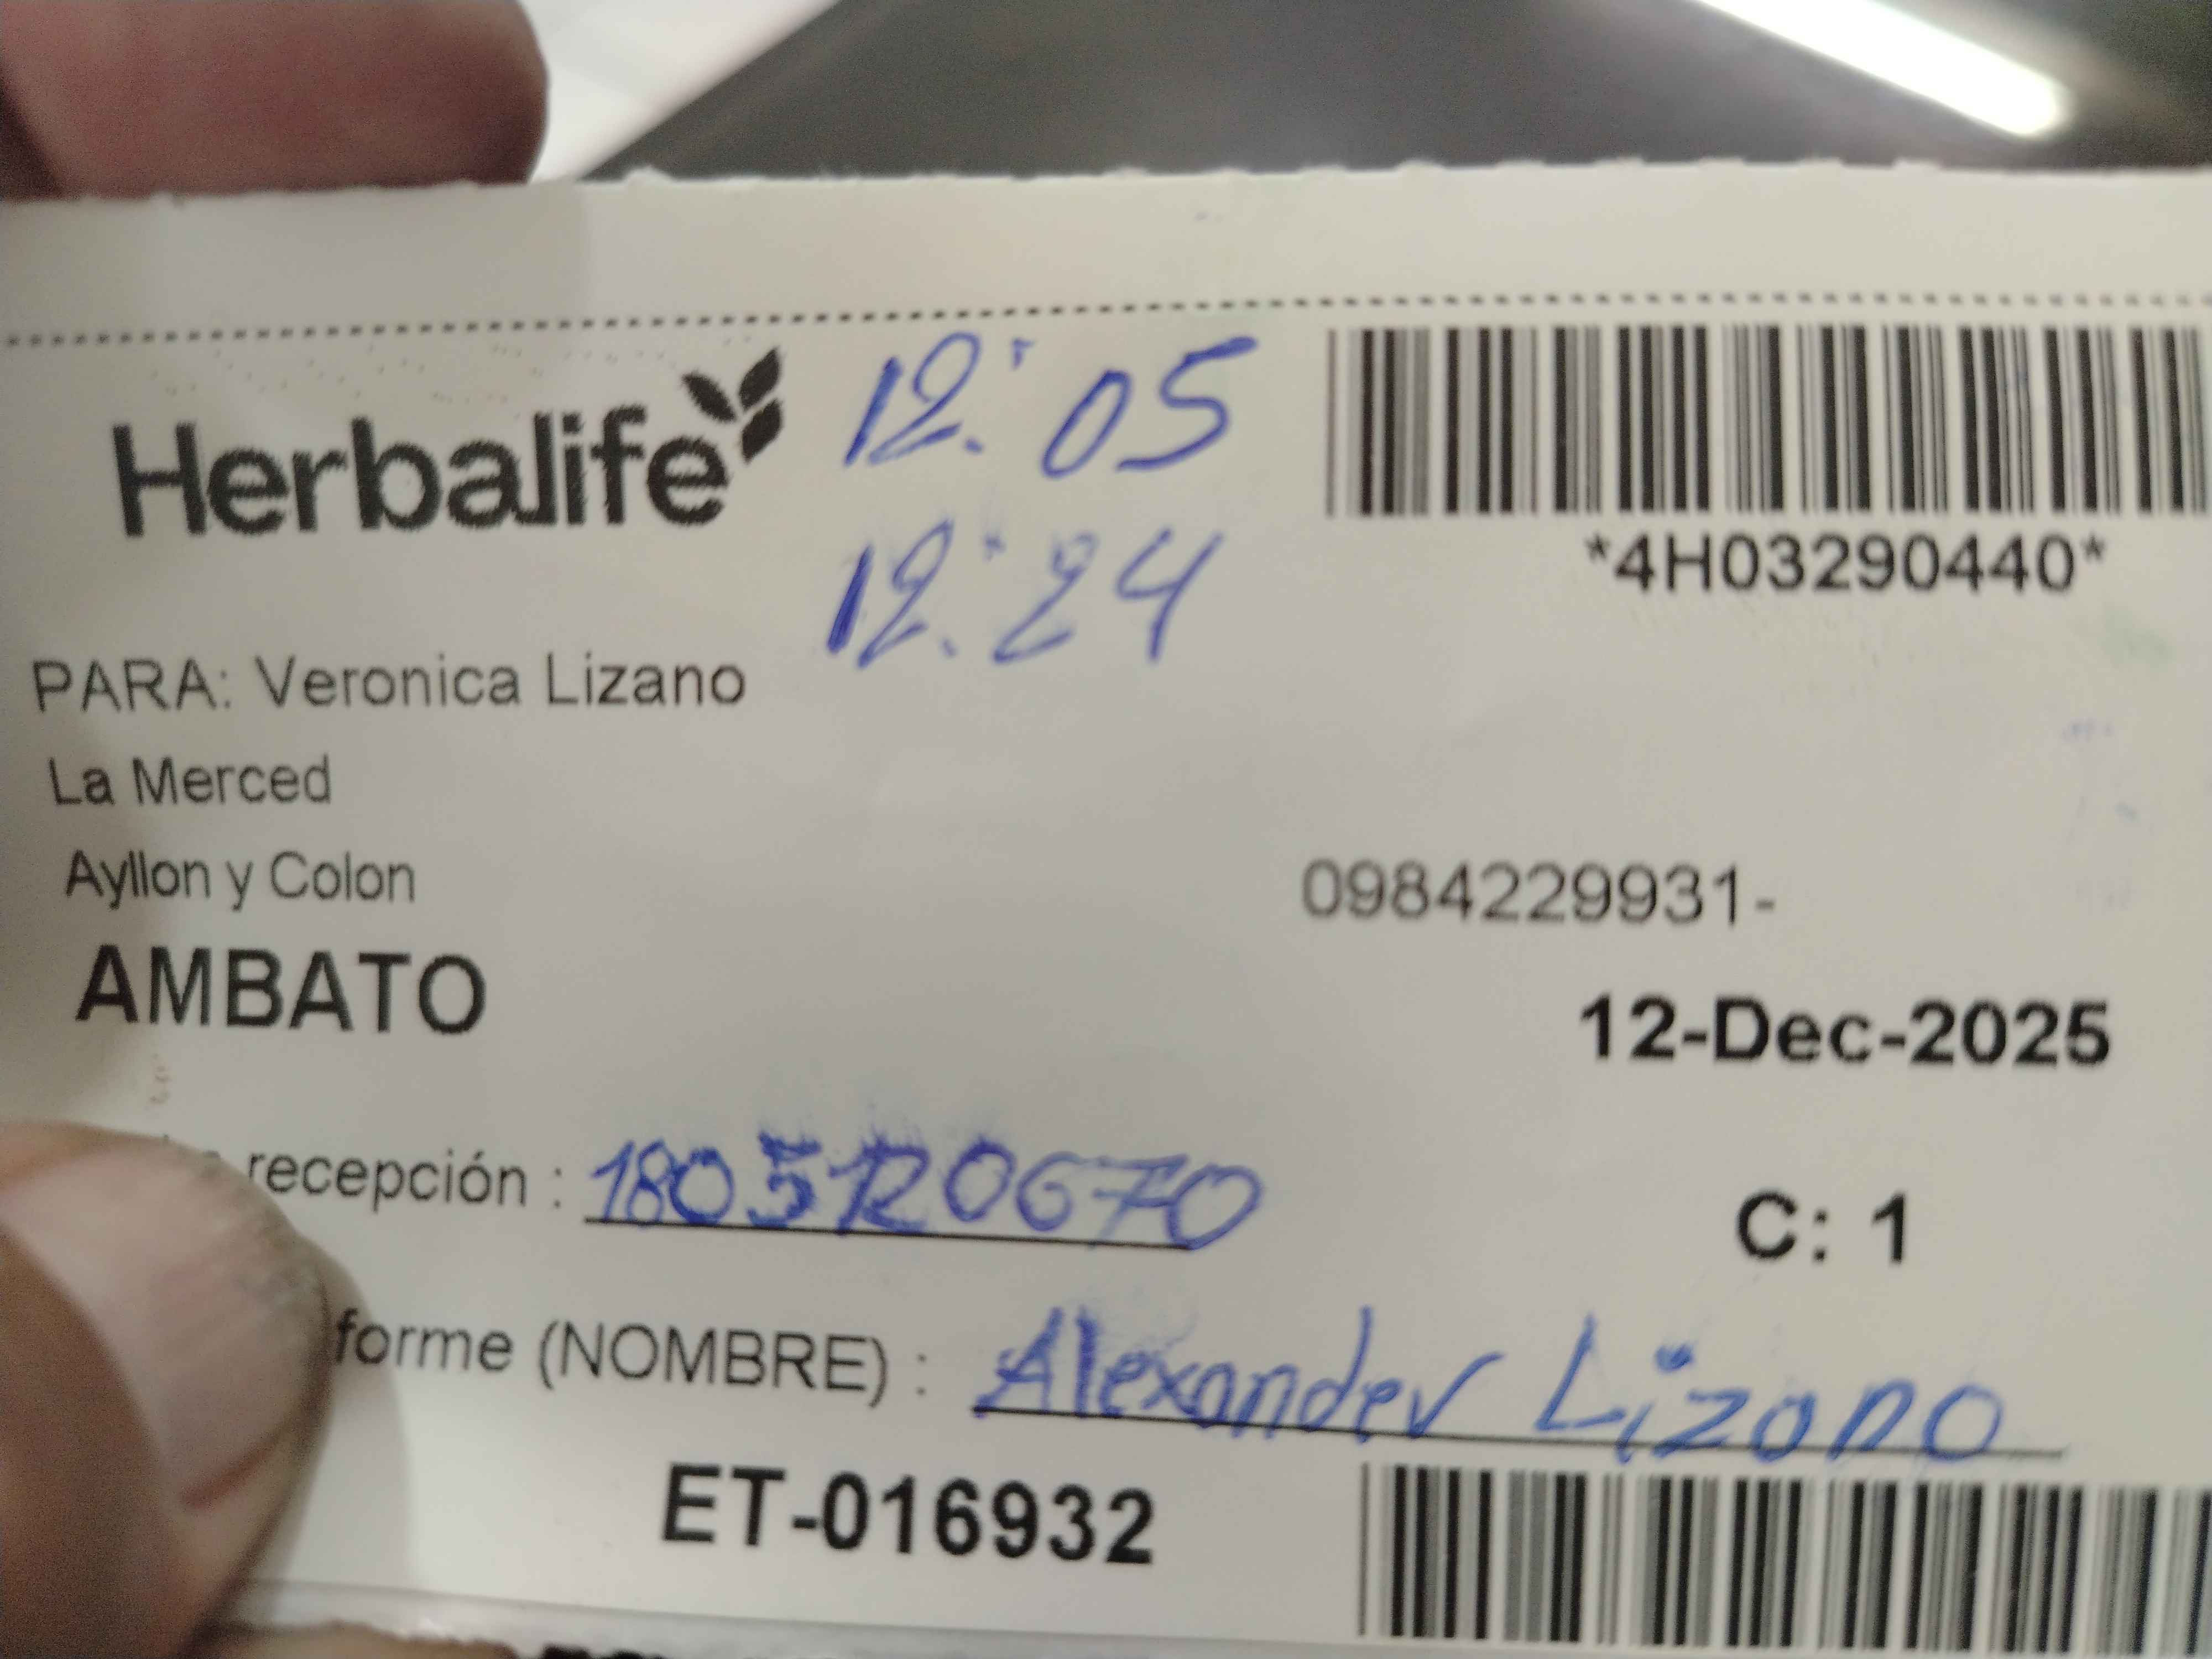 Herbalife
12:05
12:24
*4H03290440*
PARA: Veronica Lizano
La Merced
Ayllon y Colon
0984229931-
AMBATO
12-Dec-2025
recepción : 1805120670
C: 1
forme (NOMBRE) : Alexander Lizano
ET-016932